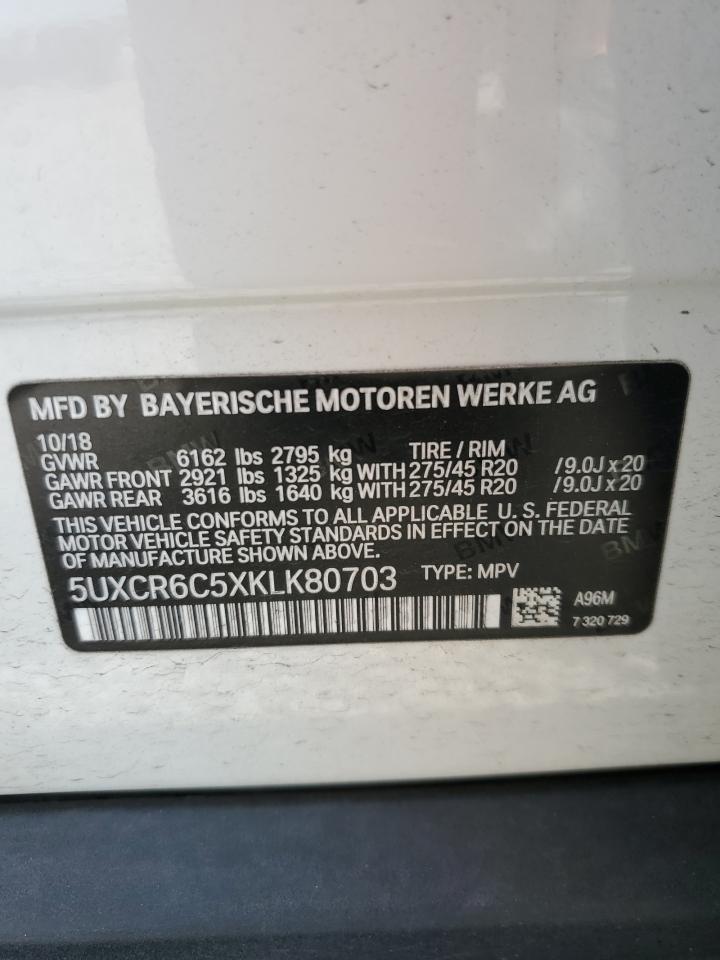 MFD BY BAYERISCHE MOTOREN WERKE AG
10/18
GVWR 6162 lbs 2795 kg TIRE / RIM
GAWR FRONT 2921 lbs 1325 kg WITH 275/45 R20 / 9.0J x 20
GAWR REAR 3616 lbs 1640 kg WITH 275/45 R20 / 9.0J x 20
THIS VEHICLE CONFORMS TO ALL APPLICABLE U. S. FEDERAL
MOTOR VEHICLE SAFETY STANDARDS IN EFFECT ON THE DATE
OF MANUFACTURE SHOWN ABOVE.
5UXCR6C5XKLK80703 TYPE: MPV
A96M
7 320 729